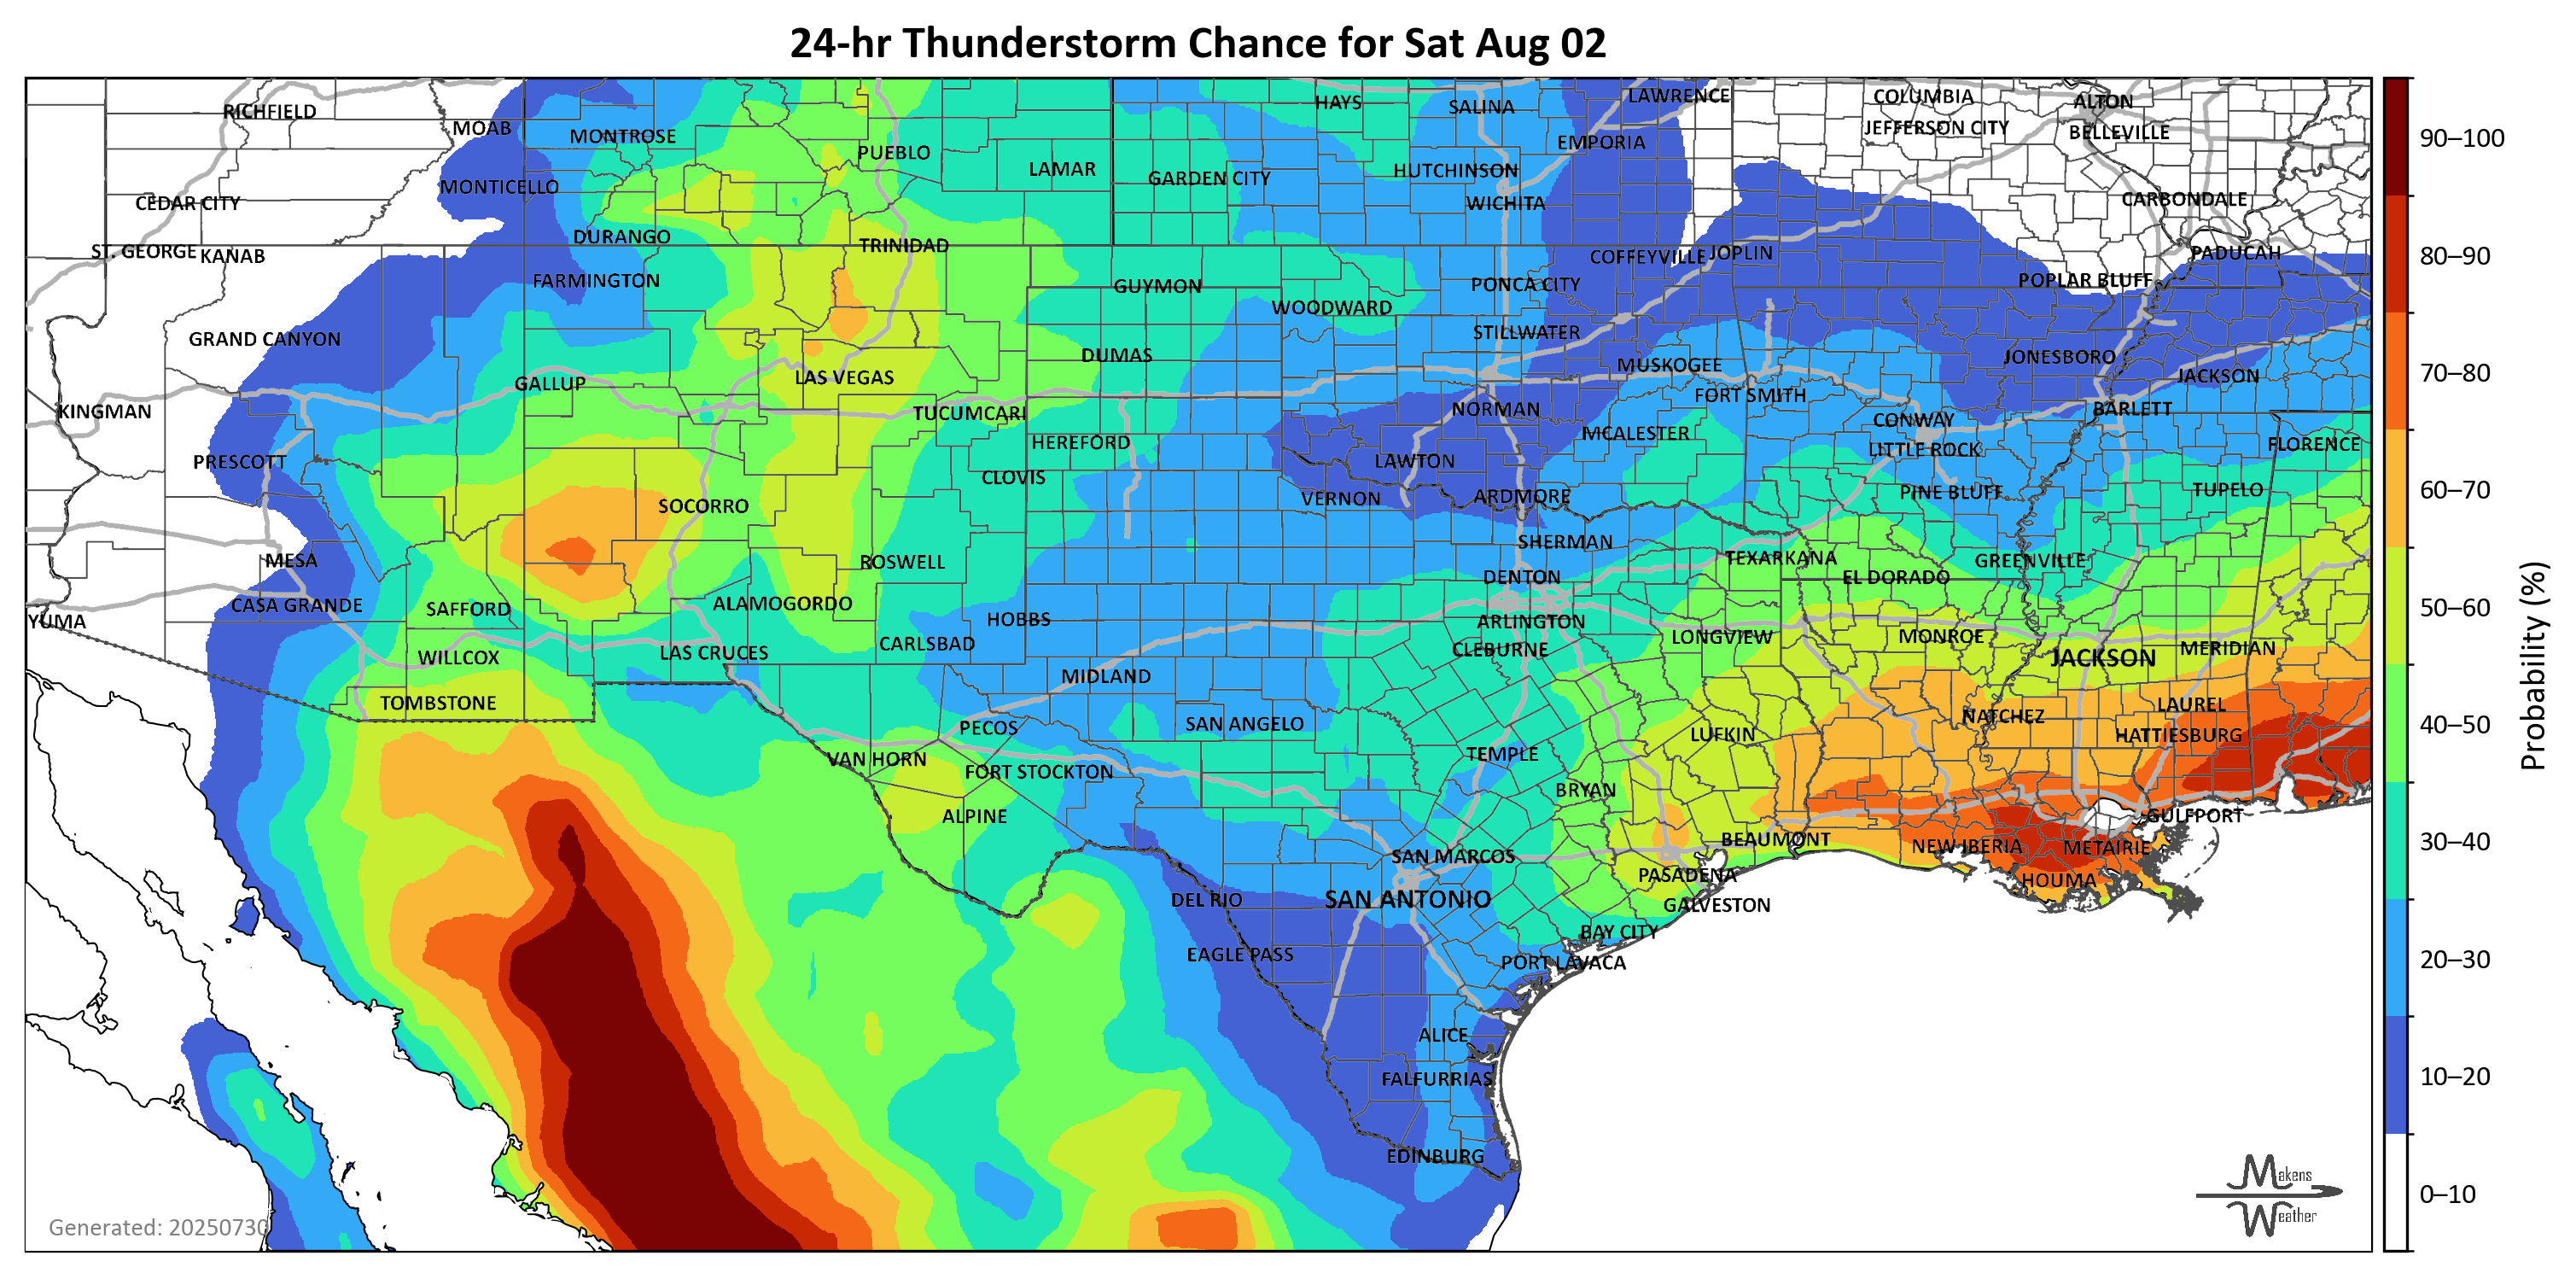 24-hr Thunderstorm Chance for Sat Aug 02
RICHFIELD
MOAB
MONTROSE
PUEBLO
LAMAR
HAYS
SALINA
LAWRENCE
COLUMBIA
ALTON
JEFFERSON CITY
BELLEVILLE
EMPORIA
GARDEN CITY
HUTCHINSON
90–100
MONTICELLO
CEDAR CITY
WICHITA
CARBONDALE
DURANGO
TRINIDAD
ST. GEORGE
KANAB
COFFEYVILLE
JOPLIN
PADUCAH
80–90
FARMINGTON
GUYMON
PONCA CITY
POPLAR BLUFF
WOODWARD
GRAND CANYON
STILLWATER
DUMAS
MUSKOGEE
JONESBORO
70–80
LAS VEGAS
JACKSON
GALLUP
FORT SMITH
KINGMAN
TUCUMCARI
NORMAN
BARLETT
CONWAY
HEREFORD
MCALESTER
LITTLE ROCK
FLORENCE
PRESCOTT
LAWTON
CLOVIS
60–70
SOCORRO
VERNON
ARDMORE
PINE BLUFF
TUPELO
SHERMAN
MESA
ROSWELL
TEXARKANA
GREENVILLE
DENTON
EL DORADO
CASA GRANDE
SAFFORD
ALAMOGORDO
50–60
YUMA
HOBBS
ARLINGTON
WILLCOX
LAS CRUCES
CARLSBAD
CLEBURNE
LONGVIEW
MONROE
JACKSON
MERIDIAN
Probability (%)
MIDLAND
TOMBSTONE
LAUREL
PECOS
SAN ANGELO
NATCHEZ
HATTIESBURG
LUFKIN
40–50
VAN HORN
TEMPLE
FORT STOCKTON
BRYAN
ALPINE
GULFPORT
BEAUMONT
NEW IBERIA
METAIRIE
30–40
SAN MARCOS
PASADENA
HOUMA
DEL RIO
SAN ANTONIO
GALVESTON
BAY CITY
EAGLE PASS
PORT LAVACA
20–30
ALICE
FALFURRIAS
10–20
EDINBURG
Makens
0–10
Weather
Generated: 20250730